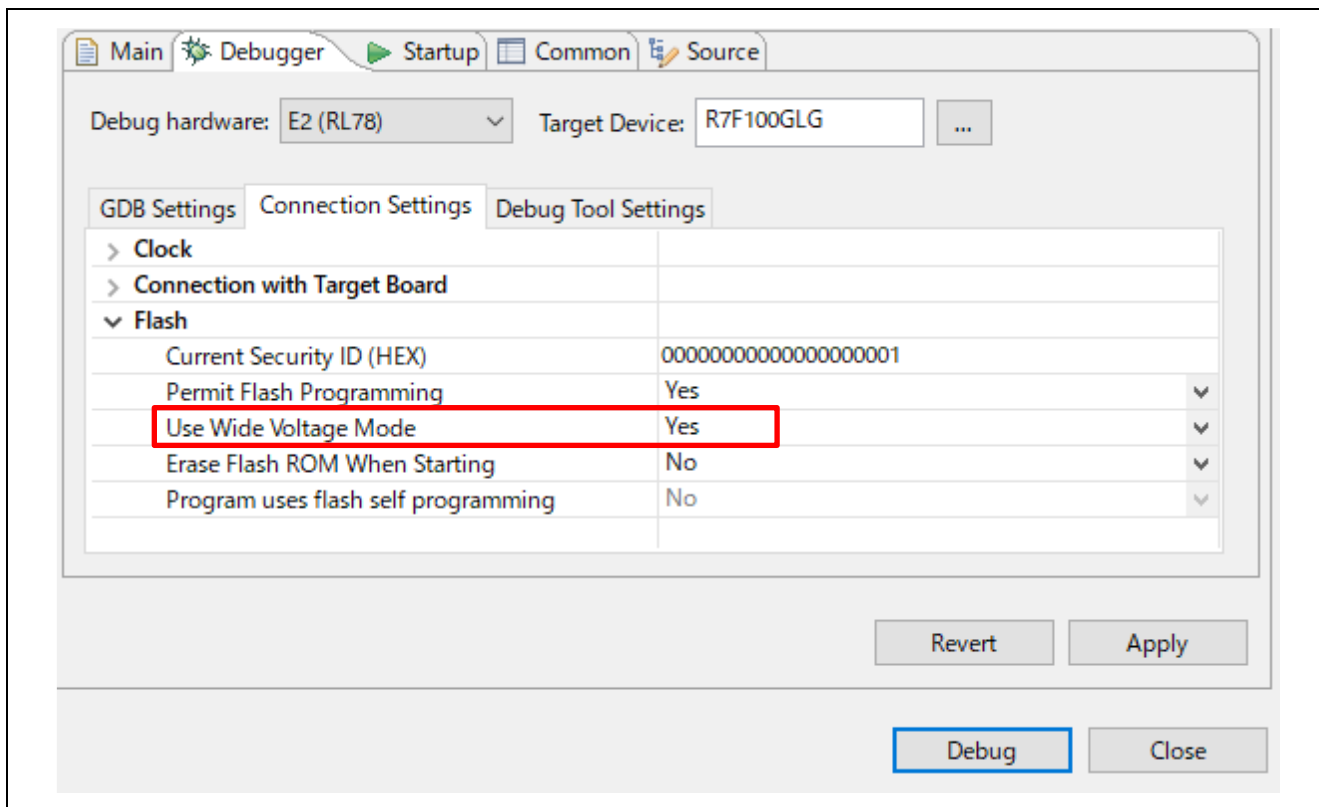 Main Debugger Startup Common Source
Debug hardware: E2 (RL78) Target Device: R7F100GLG ...
GDB Settings Connection Settings Debug Tool Settings
Clock
Connection with Target Board
Flash
Current Security ID (HEX) 00000000000000000001
Permit Flash Programming Yes
Use Wide Voltage Mode Yes
Erase Flash ROM When Starting No
Program uses flash self programming No
Revert Apply
Debug Close